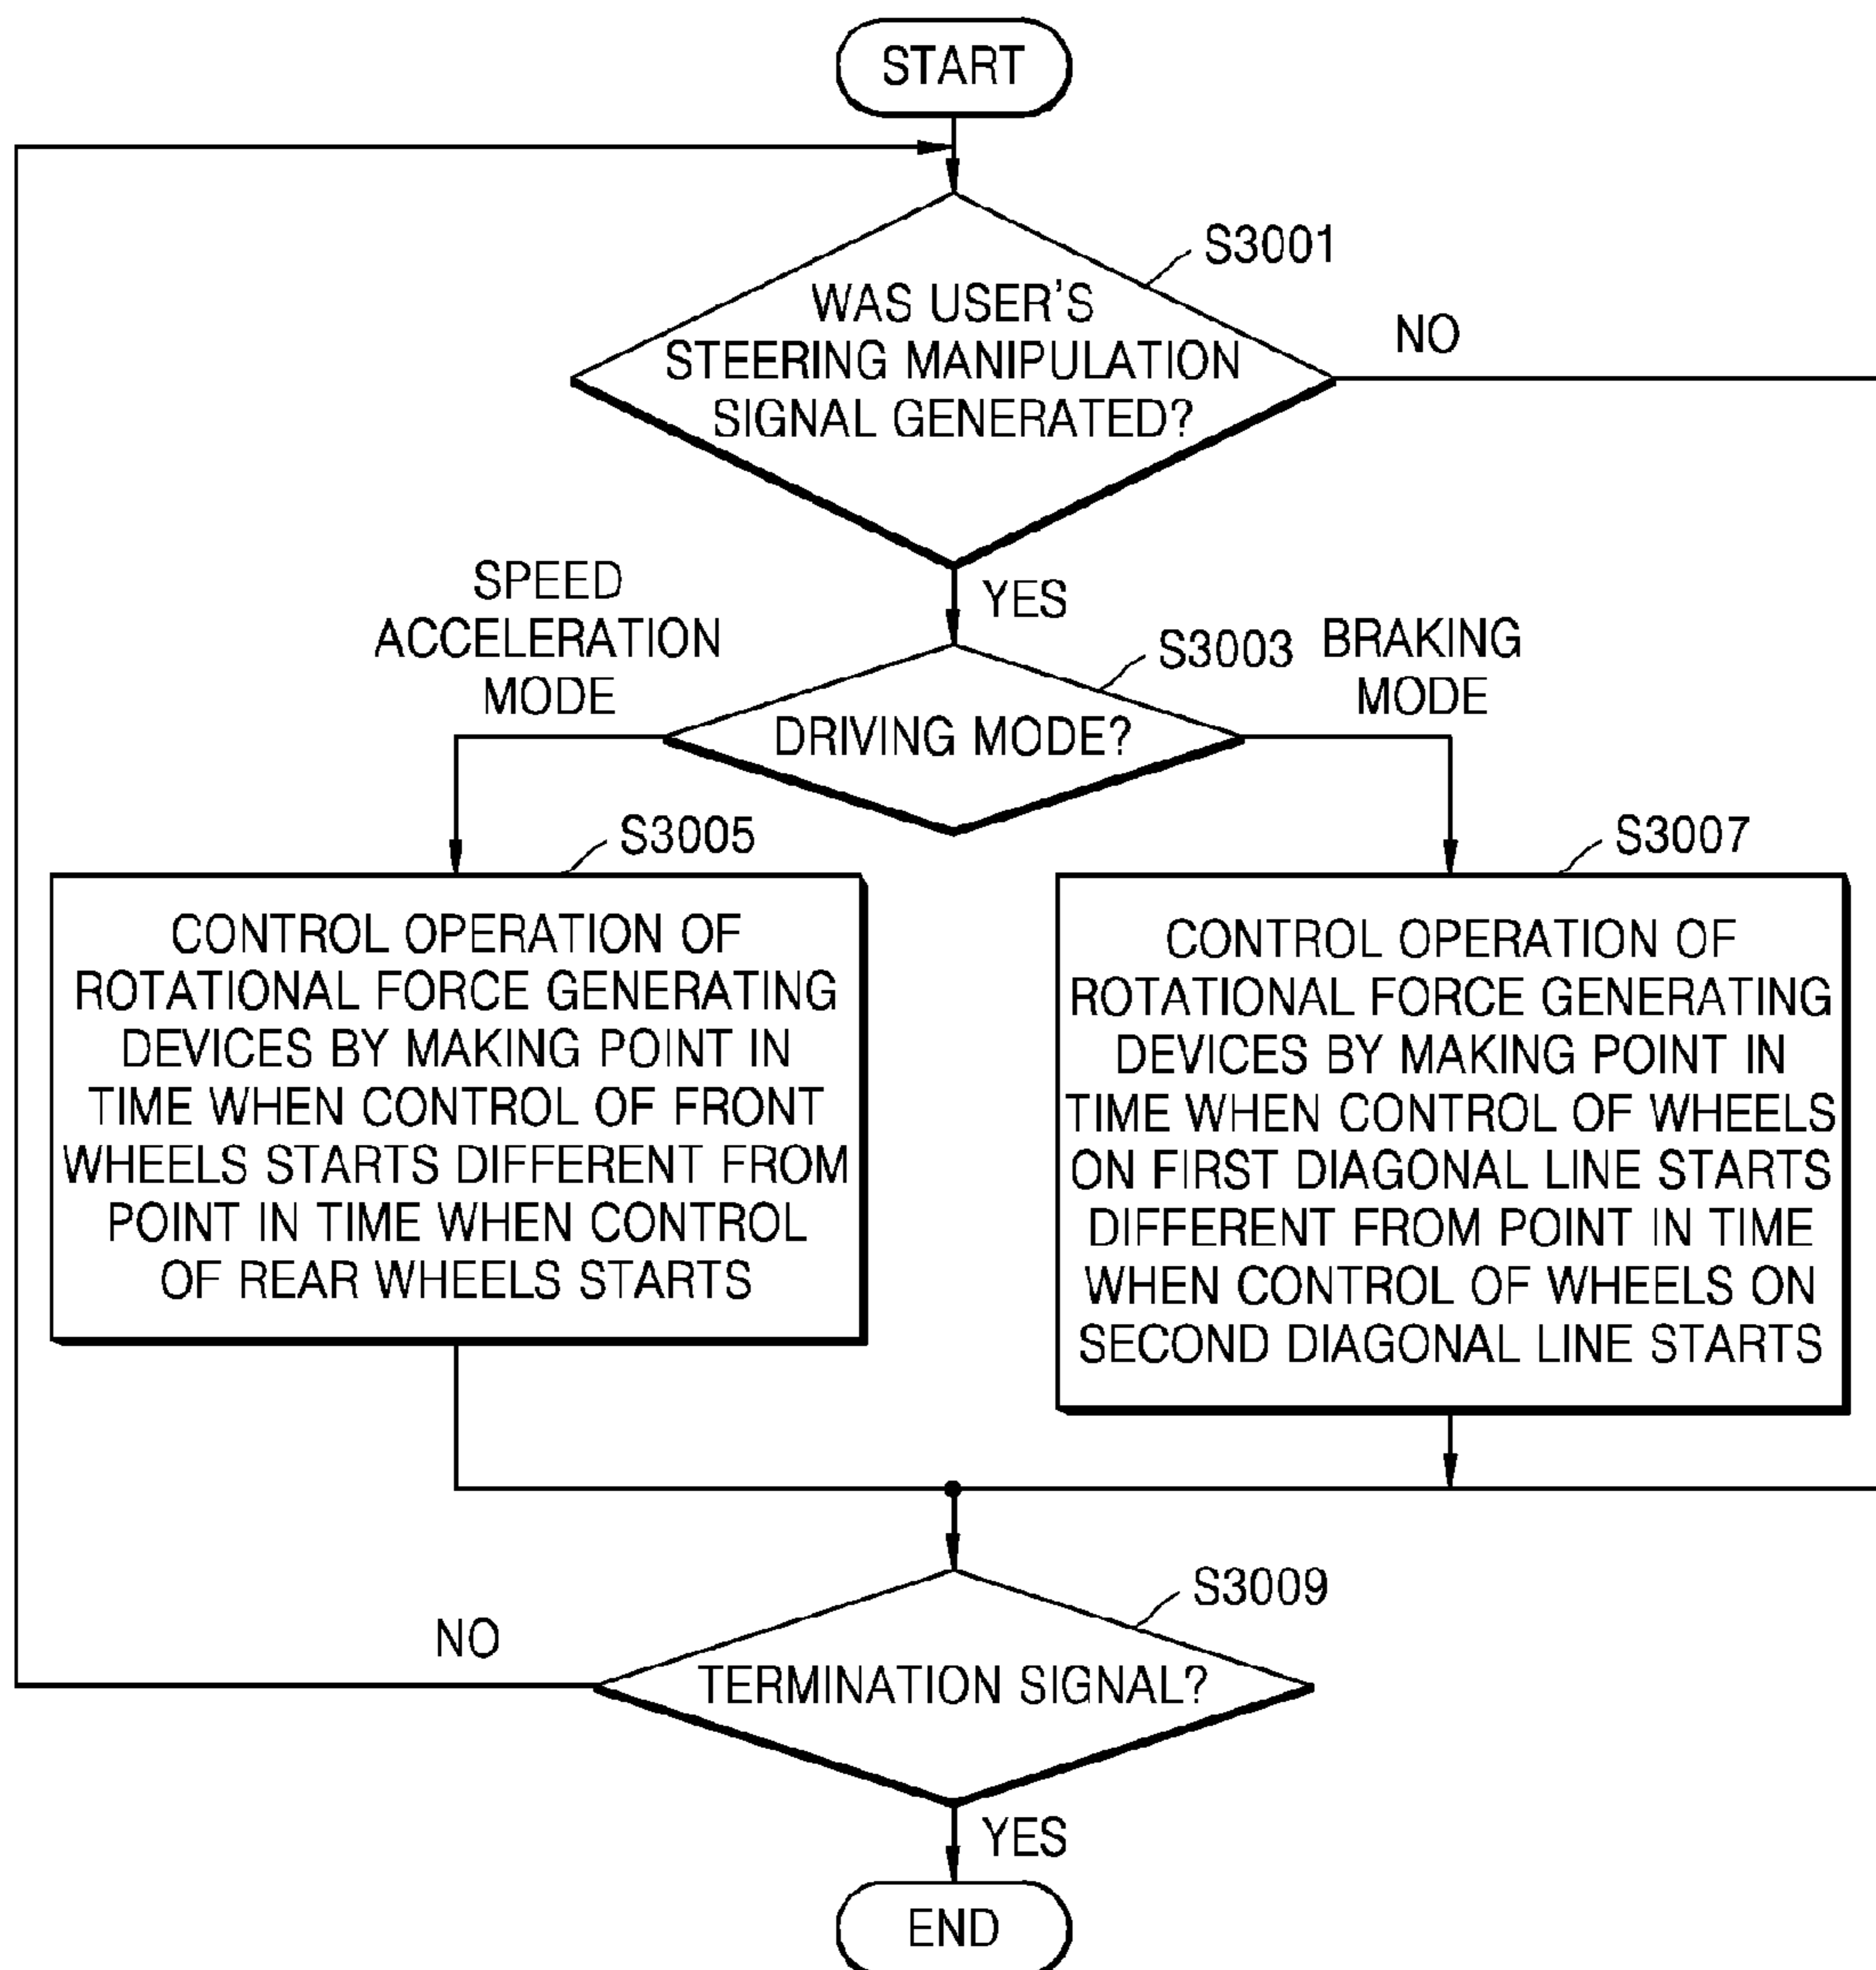 START
S3001
WAS USER'S
STEERING MANIPULATION
SIGNAL GENERATED?
NO
YES
SPEED
ACCELERATION
MODE
S3003
BRAKING
MODE
DRIVING MODE?
S3005
CONTROL OPERATION OF
ROTATIONAL FORCE GENERATING
DEVICES BY MAKING POINT IN
TIME WHEN CONTROL OF FRONT
WHEELS STARTS DIFFERENT FROM
POINT IN TIME WHEN CONTROL
OF REAR WHEELS STARTS
S3007
CONTROL OPERATION OF
ROTATIONAL FORCE GENERATING
DEVICES BY MAKING POINT IN
TIME WHEN CONTROL OF WHEELS
ON FIRST DIAGONAL LINE STARTS
DIFFERENT FROM POINT IN TIME
WHEN CONTROL OF WHEELS ON
SECOND DIAGONAL LINE STARTS
S3009
NO
TERMINATION SIGNAL?
YES
END